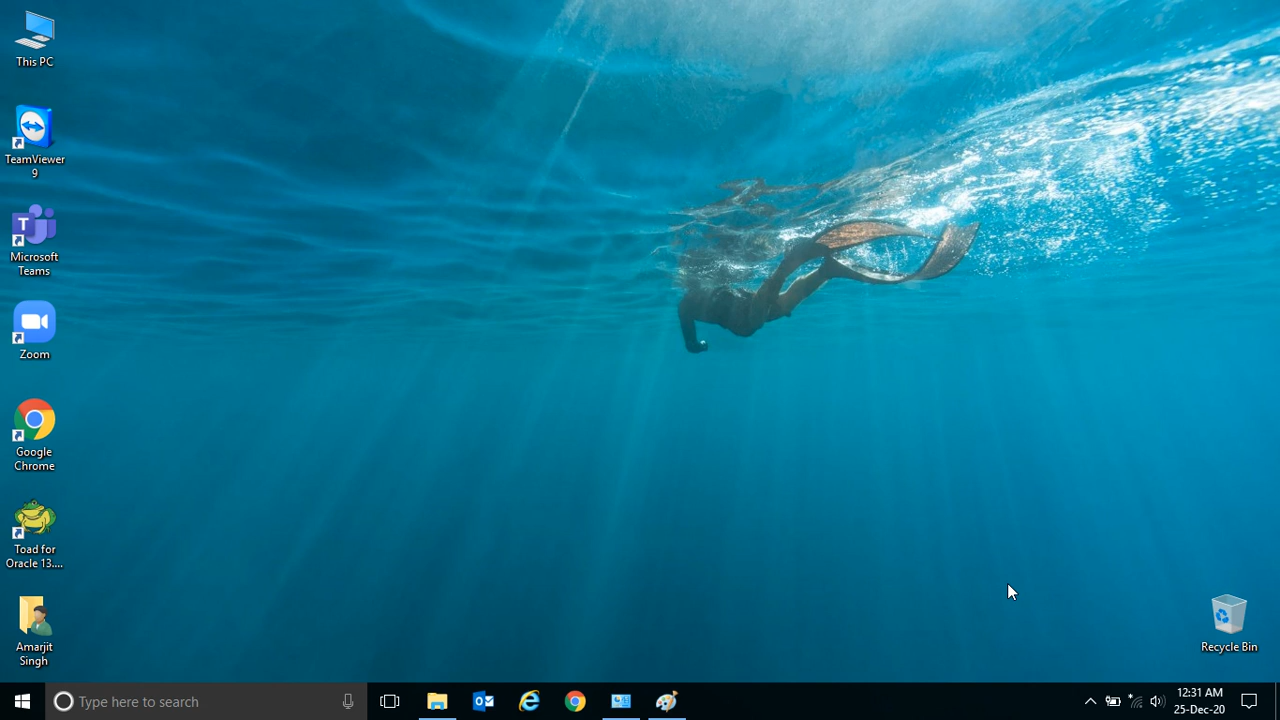 This PC
TeamViewer
9
Microsoft
Teams
Zoom
Google
Chrome
Toad for
Oracle 13....
Amarjit
Singh
Recycle Bin
Type here to search
12:31 AM
25-Dec-20